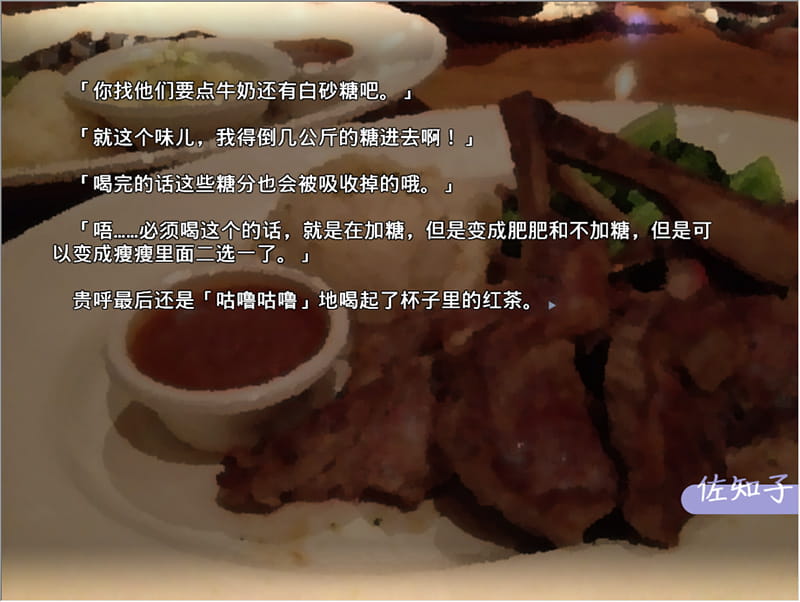 「你找他们要点牛奶还有白砂糖吧。」
「就这个味儿，我得倒几公斤的糖进去啊！」
「喝完的话这些糖分也会被吸收掉的哦。」
「唔……必须喝这个的话，就是在加糖，但是变成肥肥和不加糖，但是可
以变成瘦瘦里面二选一了。」
贵呼最后还是「咕噜咕噜」地喝起了杯子里的红茶。
佐知子